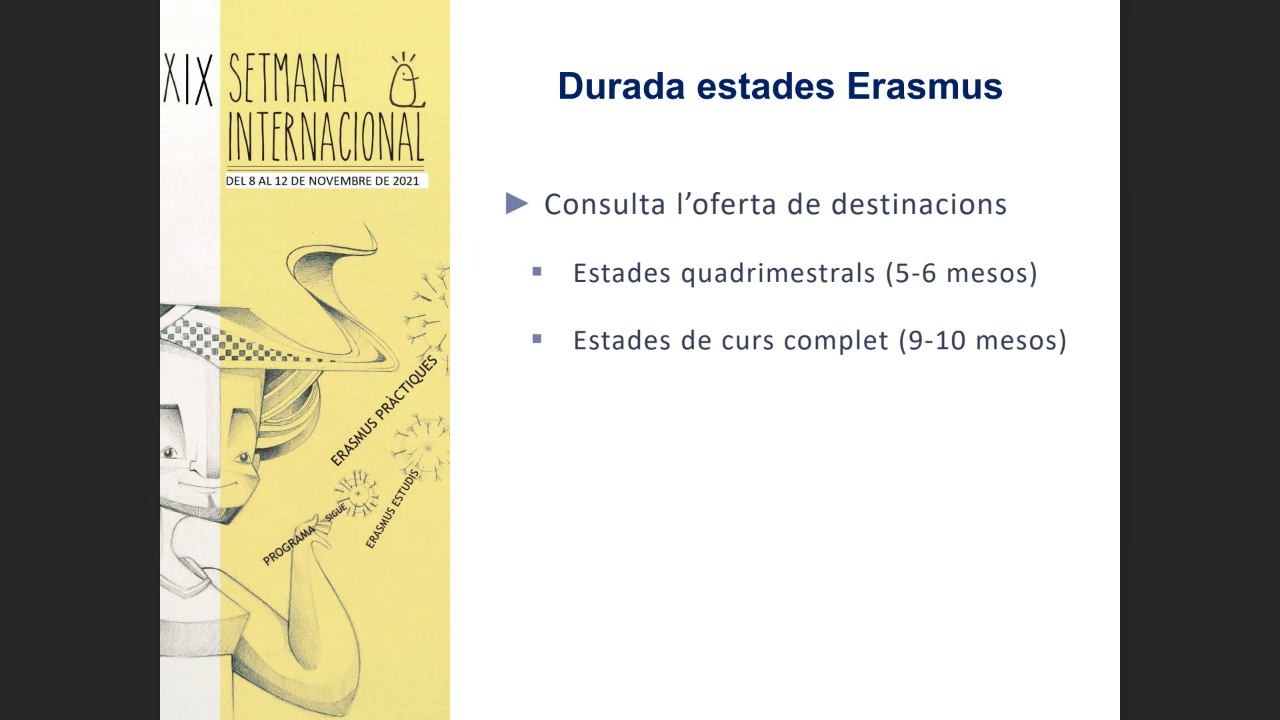 XIX SETMANA
INTERNACIONAL
DEL 8 AL 12 DE NOVEMBRE DE 2021
ERASMUS PRÀCTIQUES
ERASMUS ESTUDIS
PROGRAMA SIGUE
Durada estades Erasmus
► Consulta l’oferta de destinacions
▪ Estades quadrimestrals (5-6 mesos)
▪ Estades de curs complet (9-10 mesos)